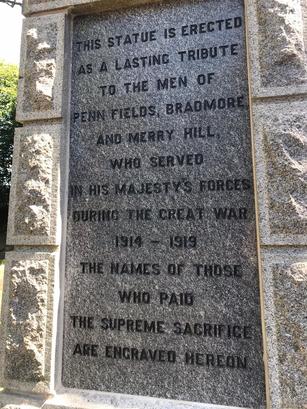 THIS STATUE IS ERECTED
AS A LASTING TRIBUTE
TO THE MEN OF
PENN FIELDS, BRADMORE,
AND MERRY HILL,
WHO SERVED
IN HIS MAJESTY'S FORCES
DURING THE GREAT WAR
1914 – 1919
THE NAMES OF THOSE
WHO PAID
THE SUPREME SACRIFICE
ARE ENGRAVED HEREON.